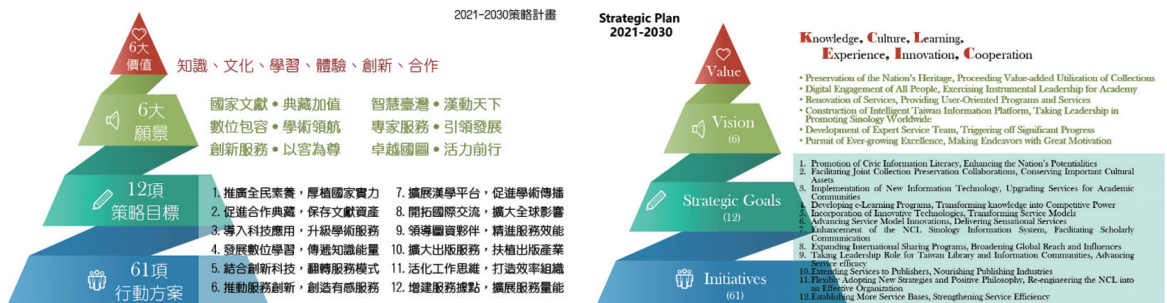 2021-2030策略計畫
6大
價值
知識、文化、學習、體驗、創新、合作
6大
願景
國家文獻•典藏加值 智慧臺灣•漢動天下
數位包容•學術領航 專家服務•引領發展
創新服務•以客為尊 卓越國圖•活力前行
12項
策略目標
1. 推廣全民素養,厚植國家實力 7. 擴展漢學平台,促進學術傳播
2. 促進合作典藏,保存文獻資產 8. 開拓國際交流,擴大全球影響
3. 導入科技應用,升級學術服務 9. 領導圖資夥伴,精進服務效能
4. 發展數位學習,傳遞知識能量 10. 擴大出版服務,扶植出版產業
5. 結合創新科技,翻轉服務模式 11. 活化工作思維,打造效率組織
6. 推動服務創新,創造有感服務 12. 增建服務據點,擴展服務量能
61項
行動方案
Strategic Plan
2021-2030
Value
Knowledge, Culture, Learning,
Experience, Innovation, Cooperation
Vision
(6)
• Preservation of the Nation's Heritage, Proceeding Value-added Utilization of Collections
• Digital Engagement of All People, Exercising Instrumental Leadership for Academy
• Renovation of Services, Providing User-Oriented Programs and Services
• Construction of Intelligent Taiwan Information Platform, Taking Leadership in
Promoting Sinology Worldwide
• Development of Expert Service Team, Triggering off Significant Progress
• Pursuit of Ever-growing Excellence, Making Endeavors with Great Motivation
Strategic Goals
(12)
1. Promotion of Civic Information Literacy, Enhancing the Nation's Potentialities
2. Facilitating Joint Collection Preservation Collaborations, Conserving Important Cultural
Assets
3. Implementation of New Information Technology, Upgrading Services for Academic
Communities
4. Developing e-Learning Programs, Transforming knowledge into Competitive Power
5. Incorporation of Innovative Technologies, Transforming Service Models
6. Advancing Service Model Innovations, Delivering Sensational Services
7. Enhancement of the NCL Sinology Information System, Facilitating Scholarly
Communication
8. Expanding International Sharing Programs, Broadening Global Reach and Influences
9. Taking Leadership Role for Taiwan Library and Information Communities, Advancing
Service efficacy
10. Extending Services to Publishers, Nourishing Publishing Industries
11. Flexibly Adopting New Strategies and Positive Philosophy, Re-engineering the NCL into
an Effective Organization
12. Establishing More Service Bases, Strengthening Service Efficiency
Initiatives
(61)